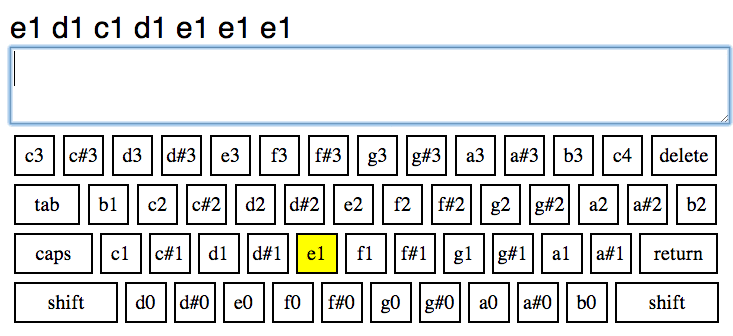 e1 d1 c1 d1 e1 e1 e1
c3 c#3 d3 d#3 e3 f3 f#3 g3 g#3 a3 a#3 b3 c4 delete
tab b1 c2 c#2 d2 d#2 e2 f2 f#2 g2 g#2 a2 a#2 b2
caps c1 c#1 d1 d#1 e1 f1 f#1 g1 g#1 a1 a#1 return
shift d0 d#0 e0 f0 f#0 g0 g#0 a0 a#0 b0 shift